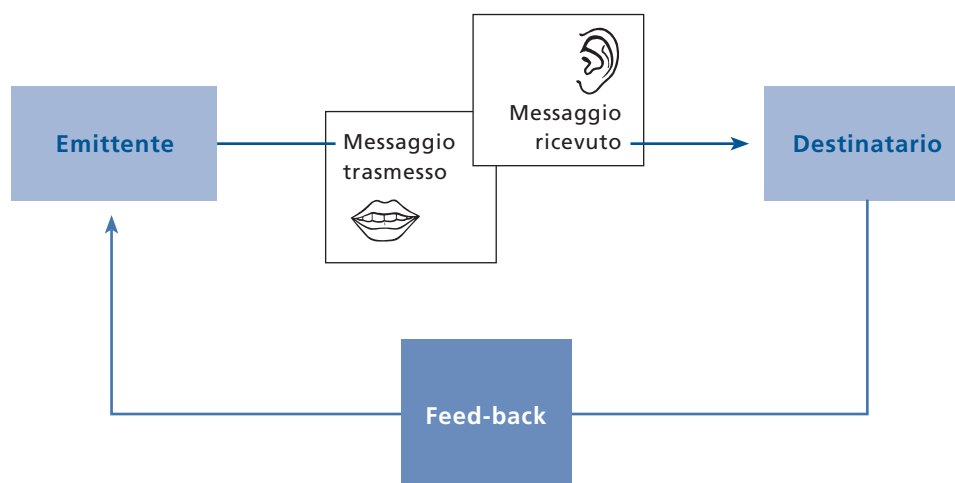 Emittente
Messaggio
trasmesso
Messaggio
ricevuto
Destinatario
Feed-back